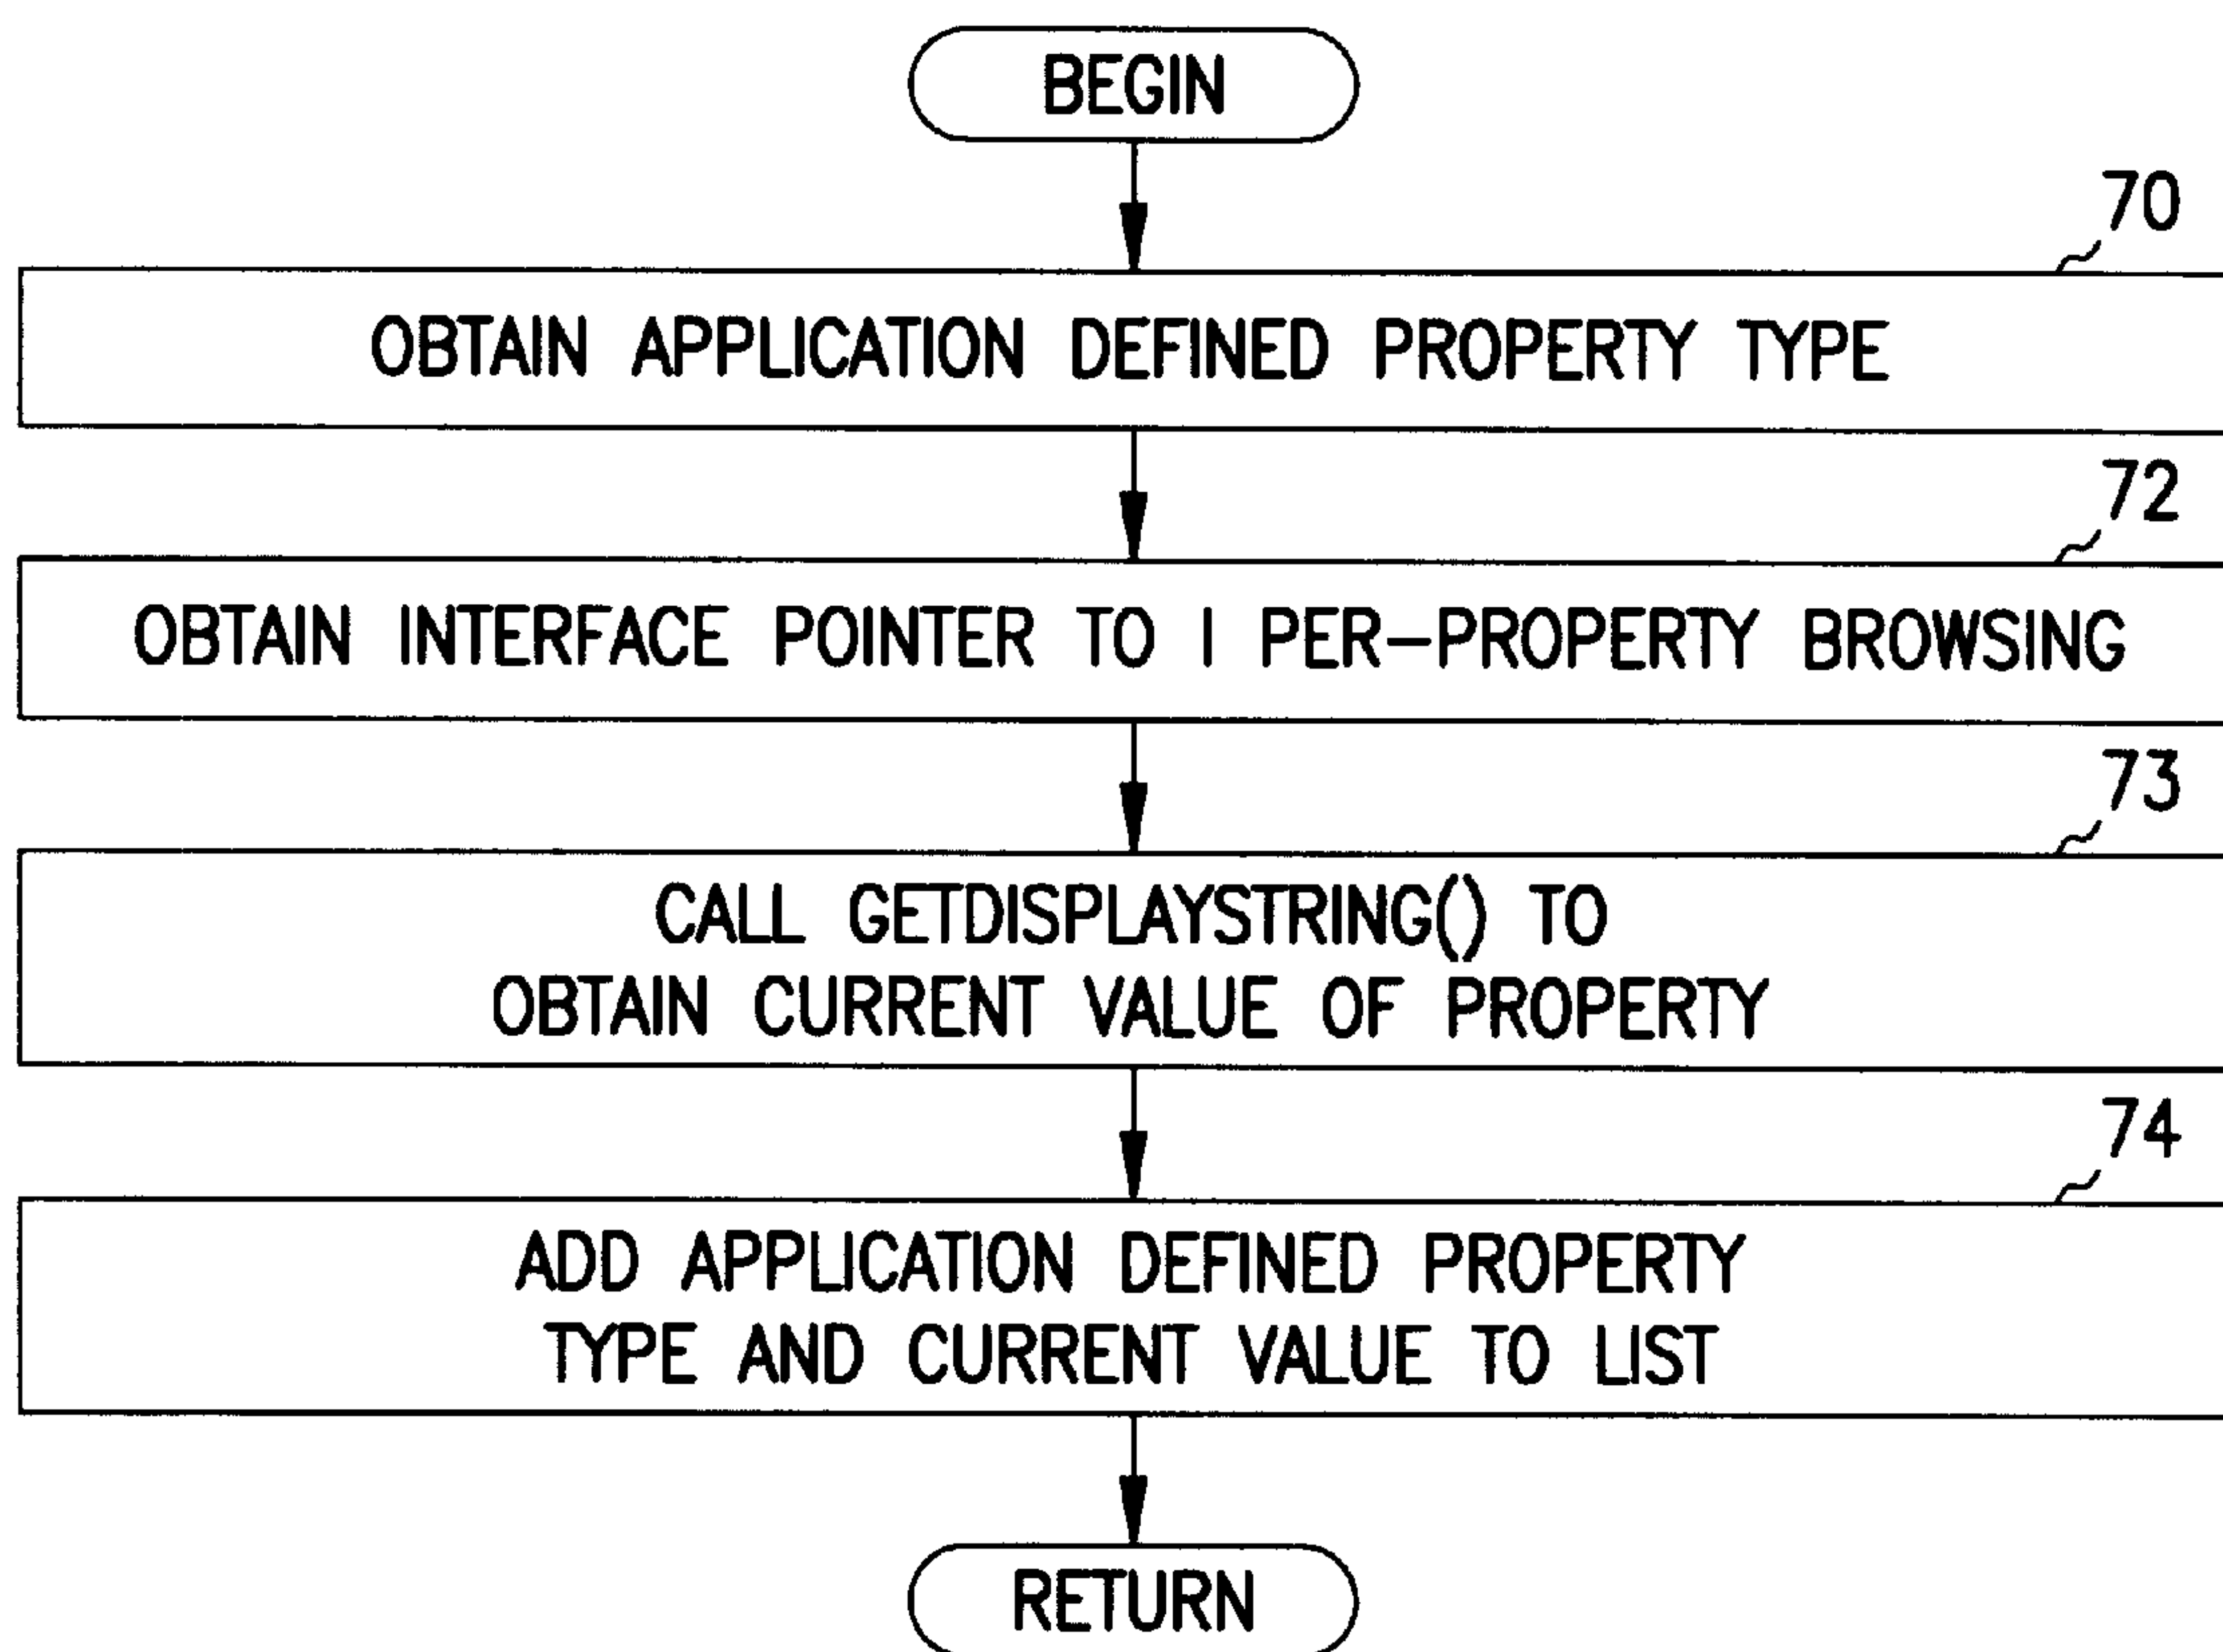 BEGIN
70
OBTAIN APPLICATION DEFINED PROPERTY TYPE
72
OBTAIN INTERFACE POINTER TO I PER-PROPERTY BROWSING
73
CALL GETDISPLAYSTRING() TO
OBTAIN CURRENT VALUE OF PROPERTY
74
ADD APPLICATION DEFINED PROPERTY
TYPE AND CURRENT VALUE TO LIST
RETURN